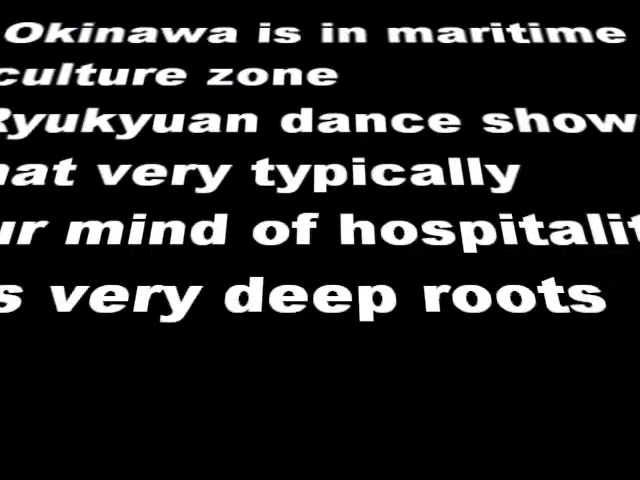 Okinawa is in maritime
culture zone
Ryukyuan dance show
hat very typically
ur mind of hospitalit
s very deep roots